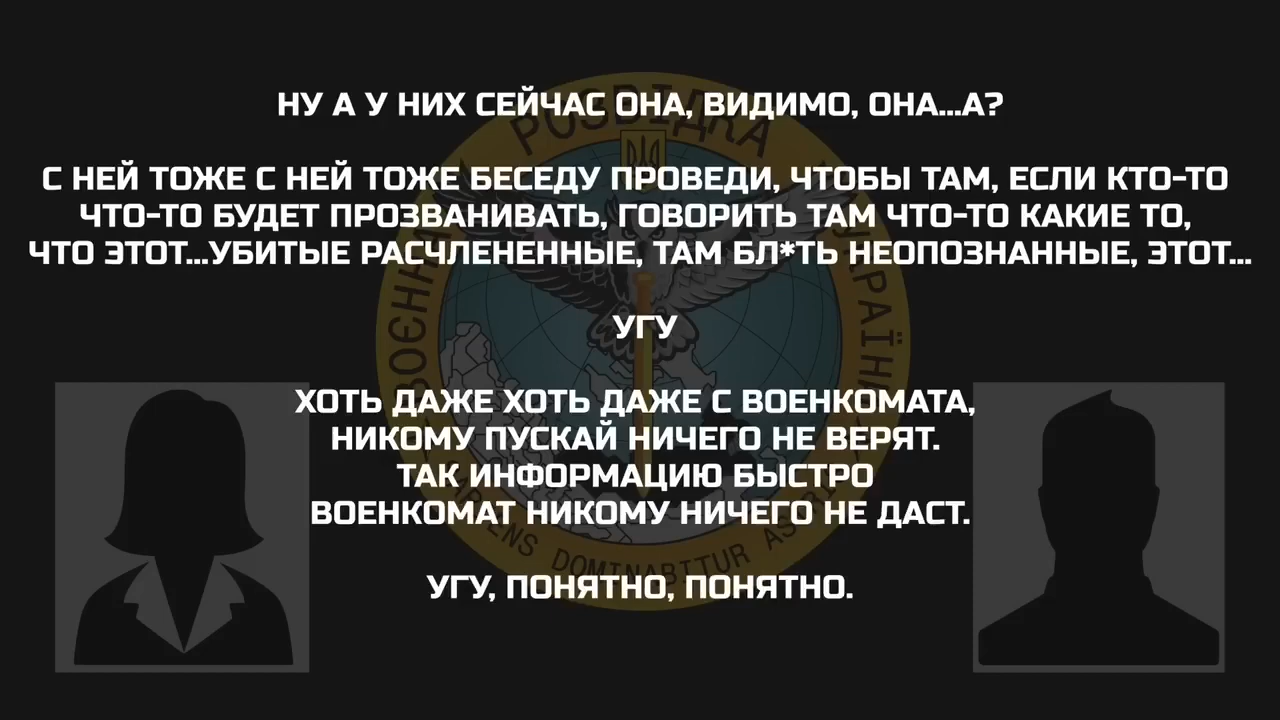 НУ А У НИХ СЕЙЧАС ОНА, ВИДИМО, ОНА...А?
С НЕЙ ТОЖЕ С НЕЙ ТОЖЕ БЕСЕДУ ПРОВЕДИ, ЧТОБЫ ТАМ, ЕСЛИ КТО-ТО
ЧТО-ТО БУДЕТ ПРОЗВАНИВАТЬ, ГОВОРИТЬ ТАМ ЧТО-ТО КАКИЕ ТО,
ЧТО ЭТОТ...УБИТЫЕ РАСЧЛЕНЕННЫЕ, ТАМ БЛ*ТЬ НЕОПОЗНАННЫЕ, ЭТОТ...
УГУ
ХОТЬ ДАЖЕ ХОТЬ ДАЖЕ С ВОЕНКОМАТА,
НИКОМУ ПУСКАЙ НИЧЕГО НЕ ВЕРЯТ.
ТАК ИНФОРМАЦИЮ БЫСТРО
ВОЕНКОМАТ НИКОМУ НИЧЕГО НЕ ДАСТ.
УГУ, ПОНЯТНО, ПОНЯТНО.
РОЗВІДКА
DOMINABITUR